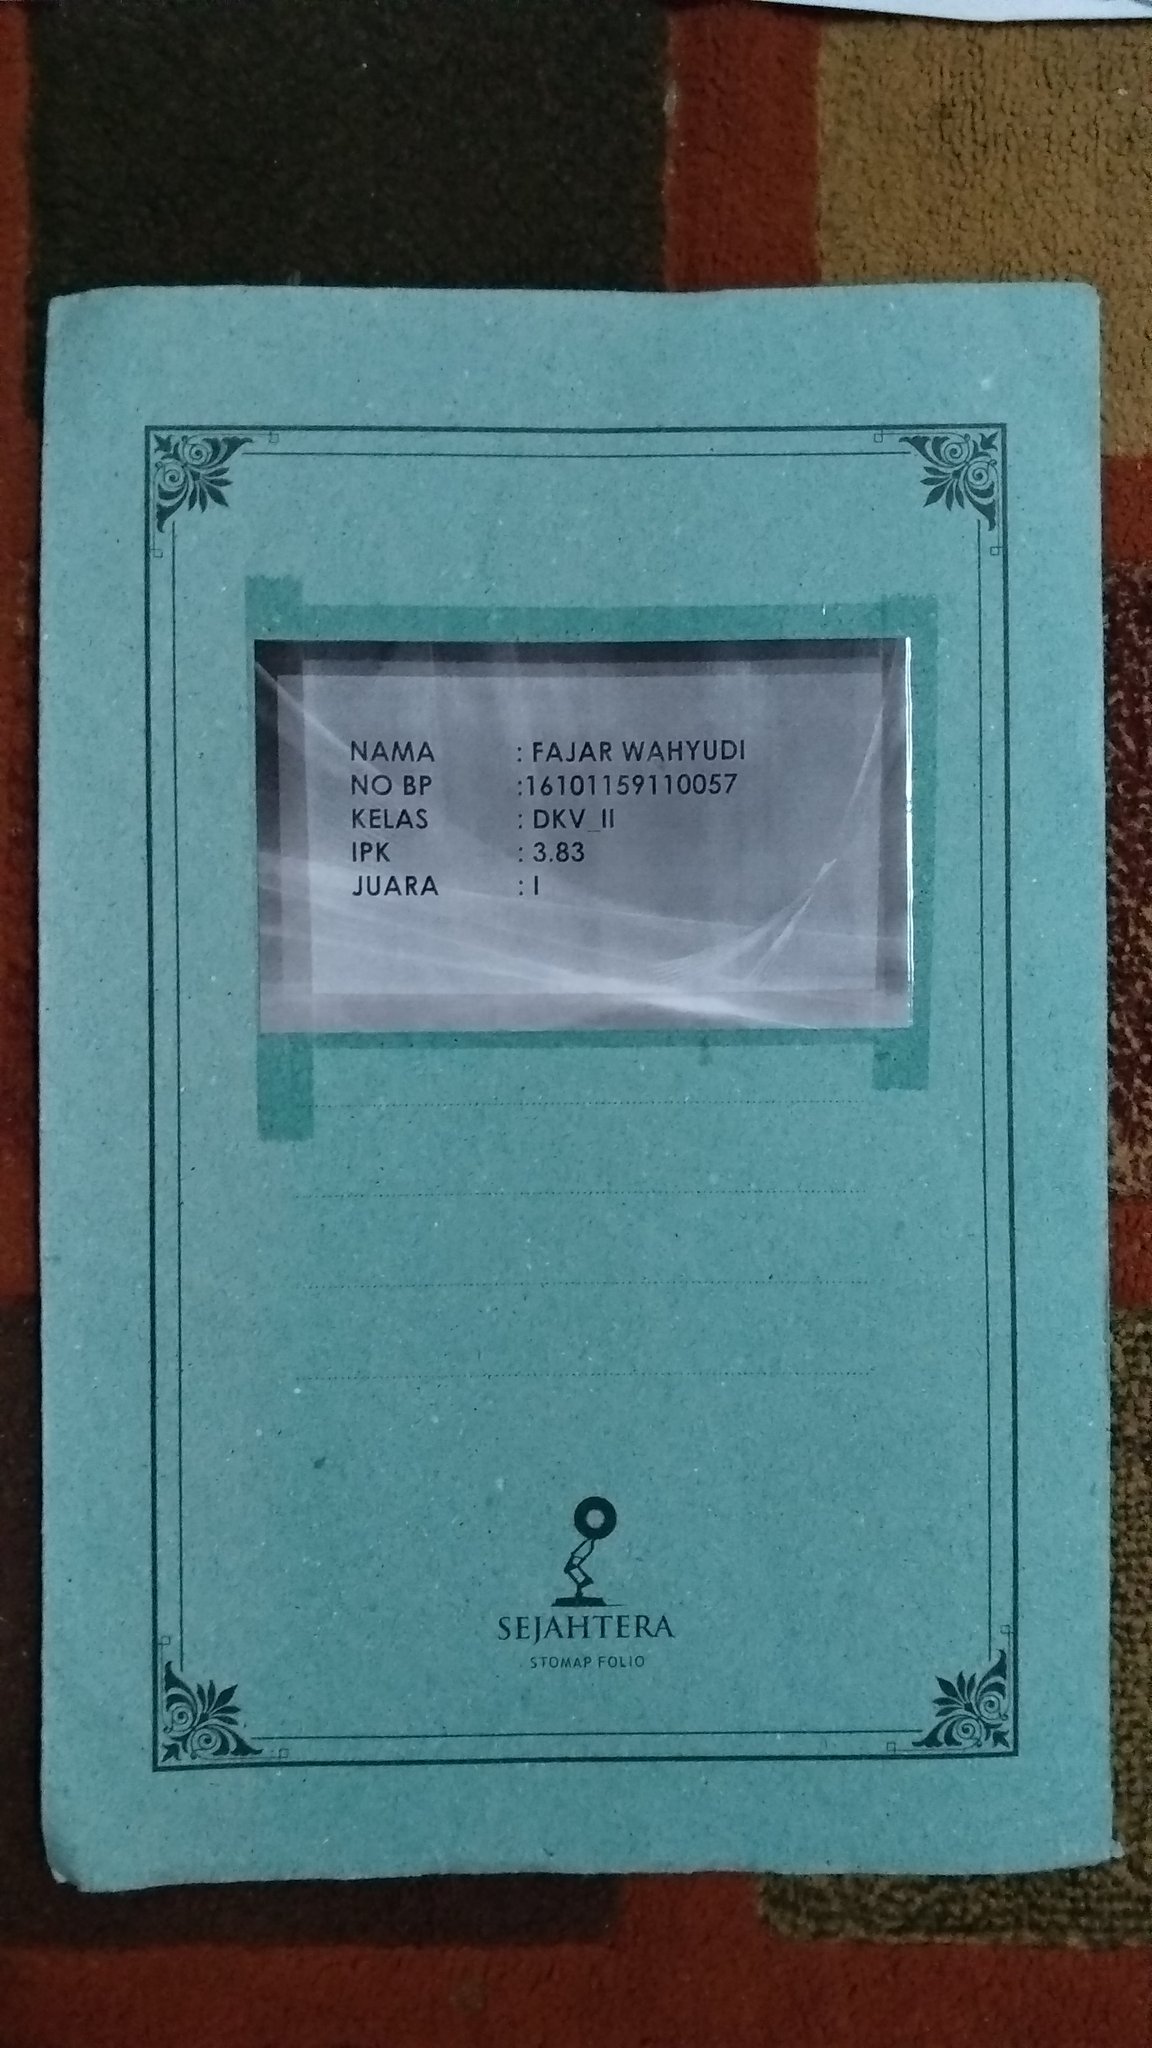 NAMA : FAJAR WAHYUDI
NO BP :16101159110057
KELAS : DKV_II
IPK : 3.83
JUARA : I
SEJAHTERA
STOMAP FOLIO